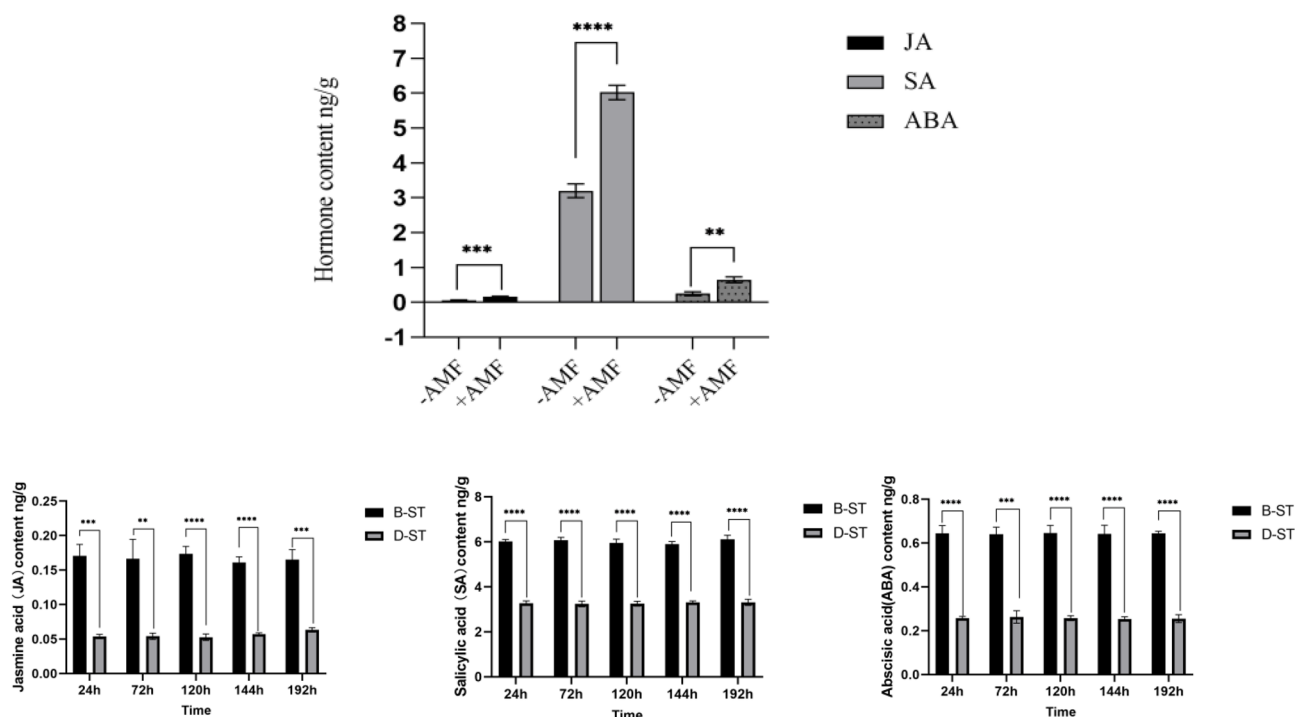 Hormone content ng/g
8
7
6
5
4
3
2
1
0
-1
***
****
**
-AMF
+AMF
-AMF
+AMF
-AMF
+AMF
JA
SA
ABA
Jasmine acid (JA) content ng/g
0.25
0.20
0.15
0.10
0.05
0.00
***
**
****
****
***
24h
72h
120h
144h
192h
Time
B-ST
D-ST
Salicylic acid (SA) content ng/g
8
6
4
2
0
****
****
****
****
****
24h
72h
120h
144h
192h
Time
B-ST
D-ST
Abscisic acid(ABA) content ng/g
0.8
0.6
0.4
0.2
0.0
****
***
****
****
****
24h
72h
120h
144h
192h
Time
B-ST
D-ST